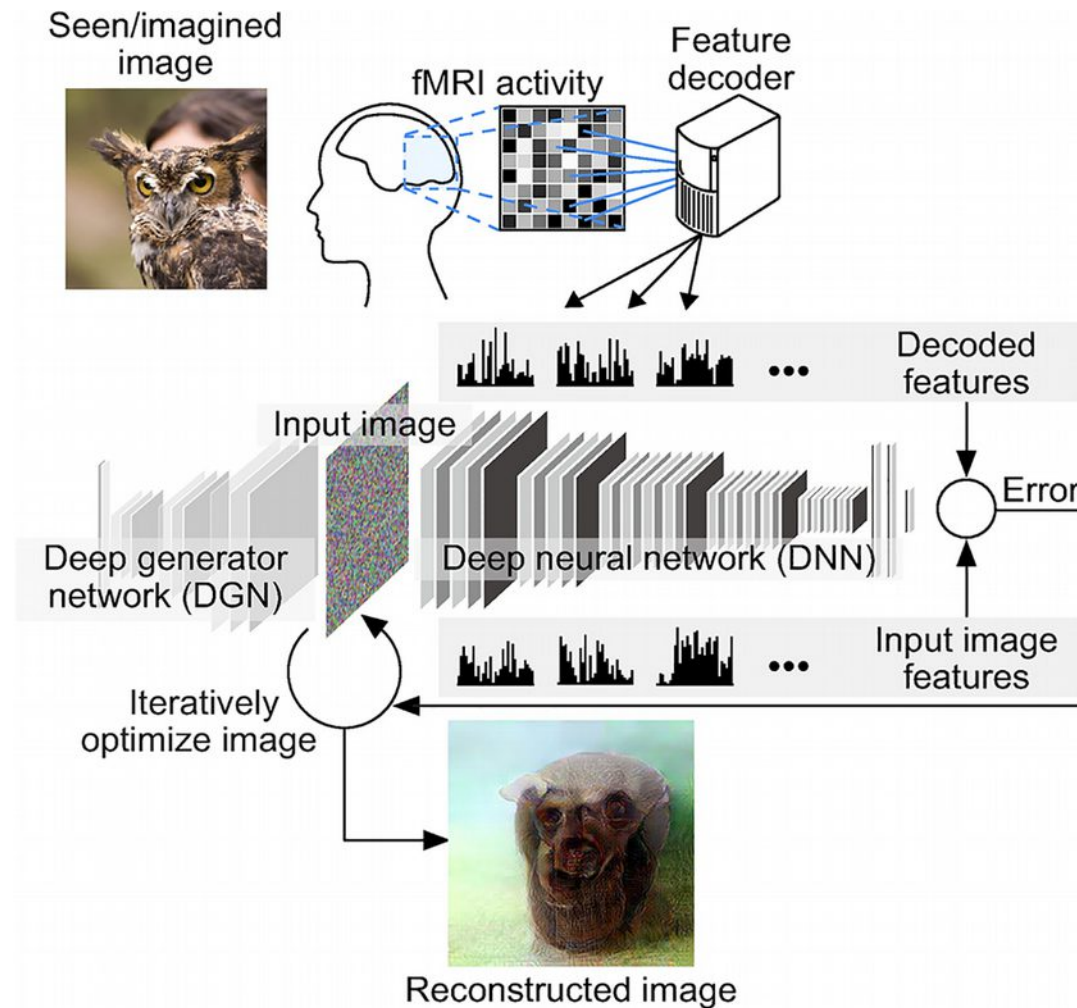 Seen/imagined
image
fMRI activity
Feature
decoder
Decoded
features
Input image
Error
Deep generator
network (DGN)
Deep neural network (DNN)
Input image
features
Iteratively
optimize image
Reconstructed image